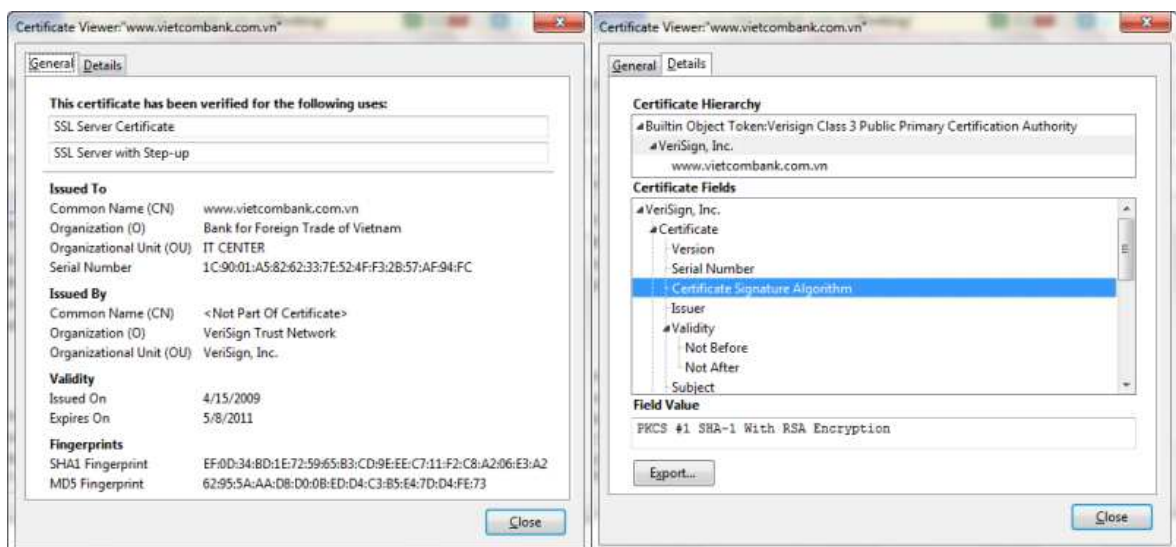 Certificate Viewer:"www.vietcombank.com.vn"
General Details
This certificate has been verified for the following uses:
SSL Server Certificate
SSL Server with Step-up
Issued To
Common Name (CN) www.vietcombank.com.vn
Organization (O) Bank for Foreign Trade of Vietnam
Organizational Unit (OU) IT CENTER
Serial Number 1C:90:01:A5:82:62:33:7E:52:4F:F3:2B:57:AF:94:FC
Issued By
Common Name (CN) <Not Part Of Certificate>
Organization (O) VeriSign Trust Network
Organizational Unit (OU) VeriSign, Inc.
Validity
Issued On 4/15/2009
Expires On 5/8/2011
Fingerprints
SHA1 Fingerprint EF:0D:34:BD:1E:72:59:65:B3:CD:9E:EE:C7:11:F2:C8:A2:06:E3:A2
MD5 Fingerprint 62:95:5A:AA:D8:D0:0B:ED:D4:C3:B5:E4:7D:D4:FE:73
Close
Certificate Viewer:"www.vietcombank.com.vn"
General Details
Certificate Hierarchy
Builtin Object Token:Verisign Class 3 Public Primary Certification Authority
VeriSign, Inc.
www.vietcombank.com.vn
Certificate Fields
VeriSign, Inc.
Certificate
Version
Serial Number
Certificate Signature Algorithm
Issuer
Validity
Not Before
Not After
Subject
Field Value
PKCS #1 SHA-1 With RSA Encryption
Export...
Close